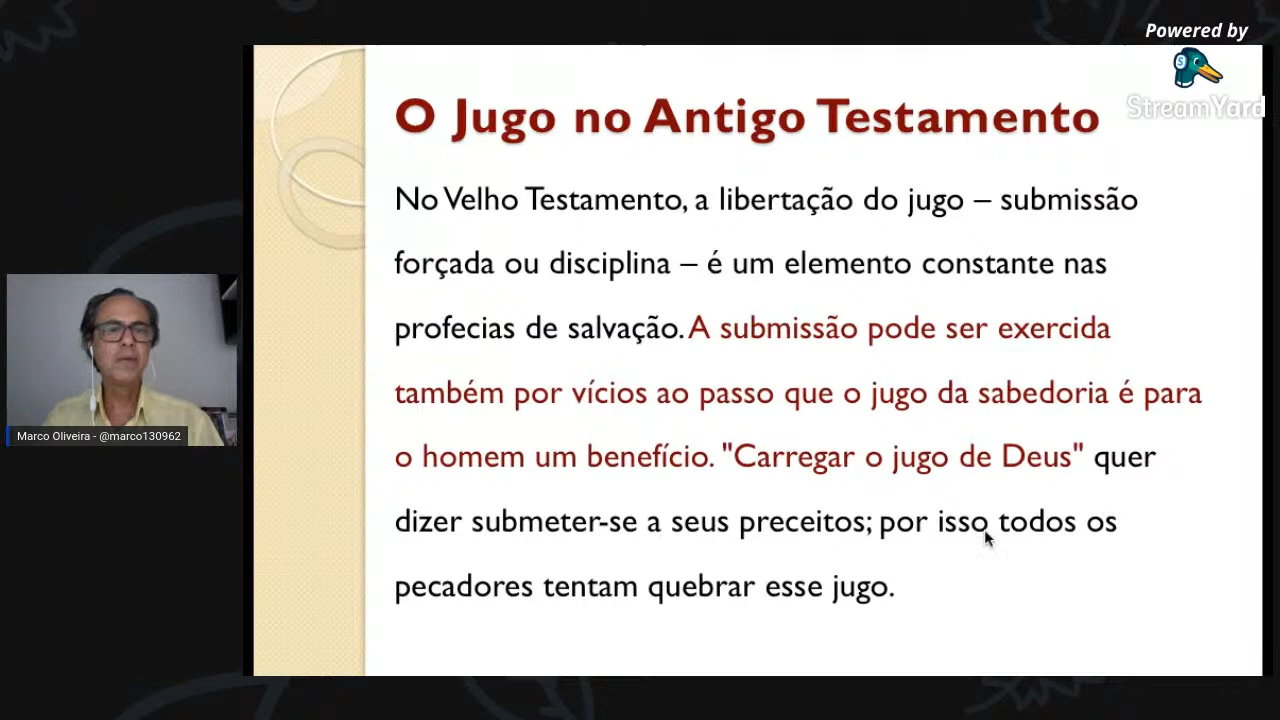 Powered by
StreamYard
O Jugo no Antigo Testamento
No Velho Testamento, a libertação do jugo – submissão
forçada ou disciplina – é um elemento constante nas
profecias de salvação. A submissão pode ser exercida
também por vícios ao passo que o jugo da sabedoria é para
o homem um benefício. "Carregar o jugo de Deus" quer
dizer submeter-se a seus preceitos; por isso todos os
pecadores tentam quebrar esse jugo.
Marco Oliveira - @marco130962